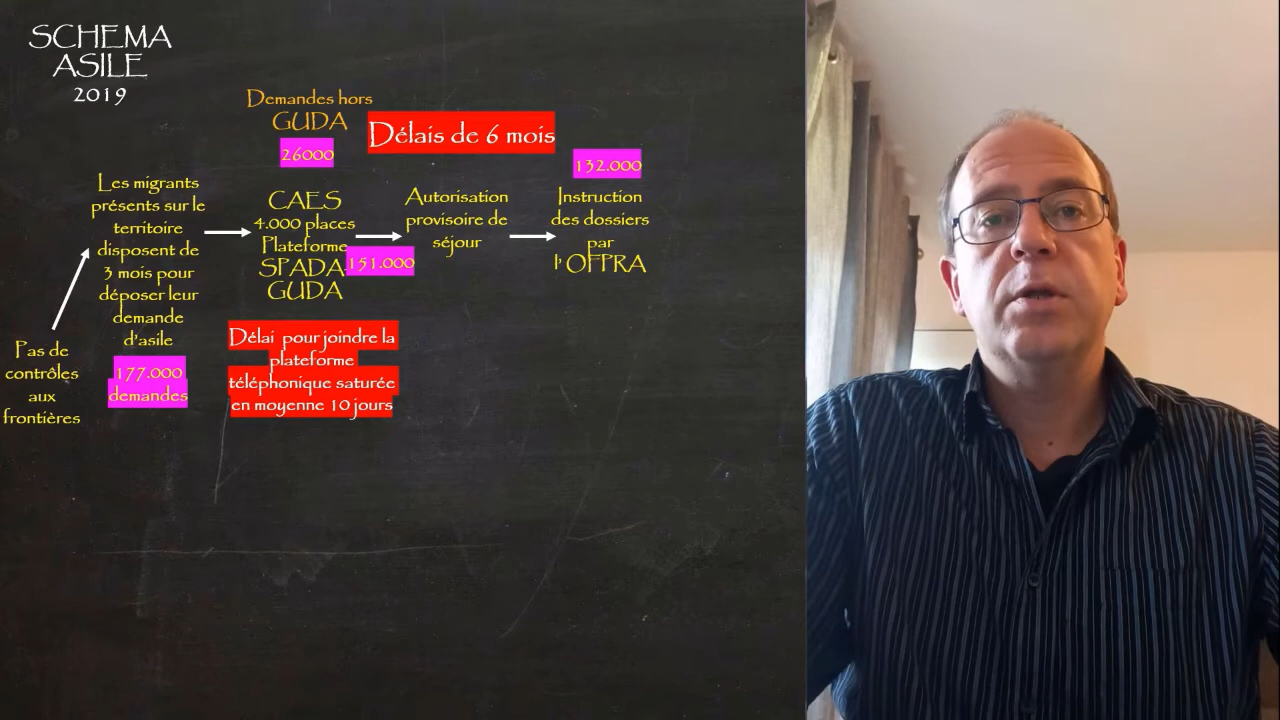 SCHEMA
ASILE
2019
Pas de
contrôles
aux
frontières
Les migrants
présents sur le
territoire
disposent de
3 mois pour
déposer leur
demande
d'asile
177.000
demandes
Demandes hors
GUDA
26000
CAES
4.000 places
Plateforme
SPADA
GUDA
151.000
Délai pour joindre la
plateforme
téléphonique saturée
en moyenne 10 jours
Délais de 6 mois
Autorisation
provisoire de
séjour
132.000
Instruction
des dossiers
par
l'OFPRA